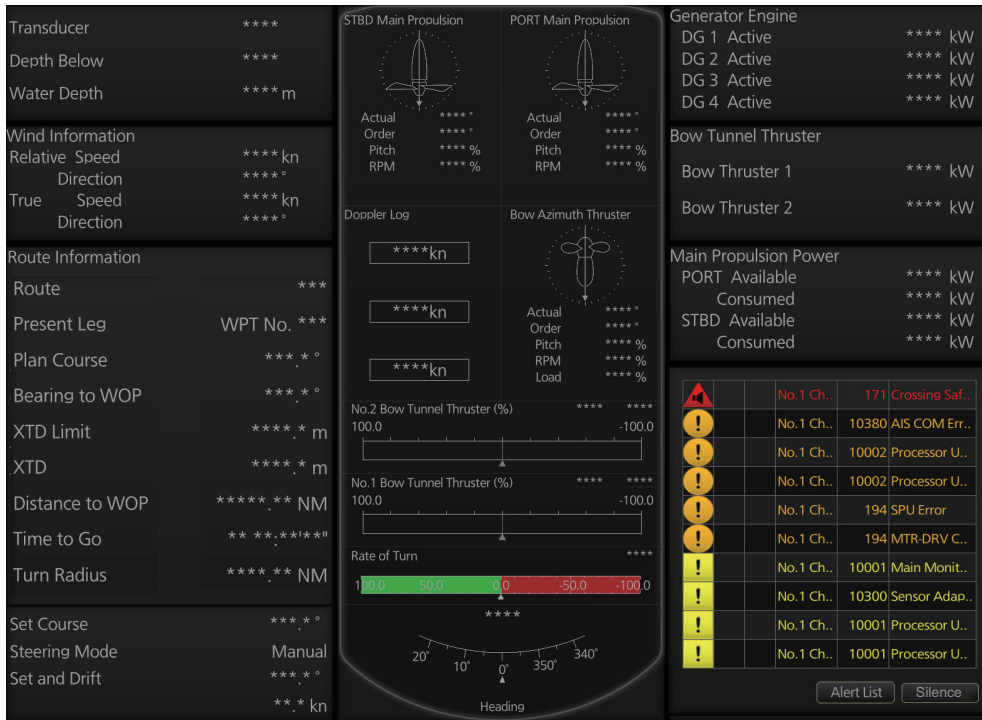 Transducer ****
Depth Below ****
Water Depth **** m
Wind Information
Relative Speed **** kn
Direction **** °
True Speed **** kn
Direction **** °
Route Information
Route ***
Present Leg WPT No. ***
Plan Course ***.* °
Bearing to WOP ***.* °
XTD Limit ****.* m
XTD ****.* m
Distance to WOP *****.** NM
Time to Go ** **:**'**"
Turn Radius ****.** NM
Set Course ***.* °
Steering Mode Manual
Set and Drift ***.* °
**.* kn
STBD Main Propulsion
Actual **** °
Order **** °
Pitch **** %
RPM **** %
PORT Main Propulsion
Actual **** °
Order **** °
Pitch **** %
RPM **** %
Doppler Log
****kn
****kn
****kn
Bow Azimuth Thruster
Actual **** °
Order **** °
Pitch **** %
RPM **** %
Load **** %
No.2 Bow Tunnel Thruster (%) **** ****
100.0 -100.0
No.1 Bow Tunnel Thruster (%) **** ****
100.0 -100.0
Rate of Turn ****
100.0 50.0 0.0 -50.0 -100.0
****
20° 10° 0° 350° 340°
Heading
Generator Engine
DG 1 Active **** kW
DG 2 Active **** kW
DG 3 Active **** kW
DG 4 Active **** kW
Bow Tunnel Thruster
Bow Thruster 1 **** kW
Bow Thruster 2 **** kW
Main Propulsion Power
PORT Available **** kW
Consumed **** kW
STBD Available **** kW
Consumed **** kW
No.1 Ch.. 171 Crossing Saf..
! No.1 Ch.. 10380 AIS COM Err..
! No.1 Ch.. 10002 Processor U..
! No.1 Ch.. 10002 Processor U..
! No.1 Ch.. 194 SPU Error
! No.1 Ch.. 194 MTR-DRV C..
! No.1 Ch.. 10001 Main Monit..
! No.1 Ch.. 10300 Sensor Adap..
! No.1 Ch.. 10001 Processor U..
! No.1 Ch.. 10001 Processor U..
Alert List Silence